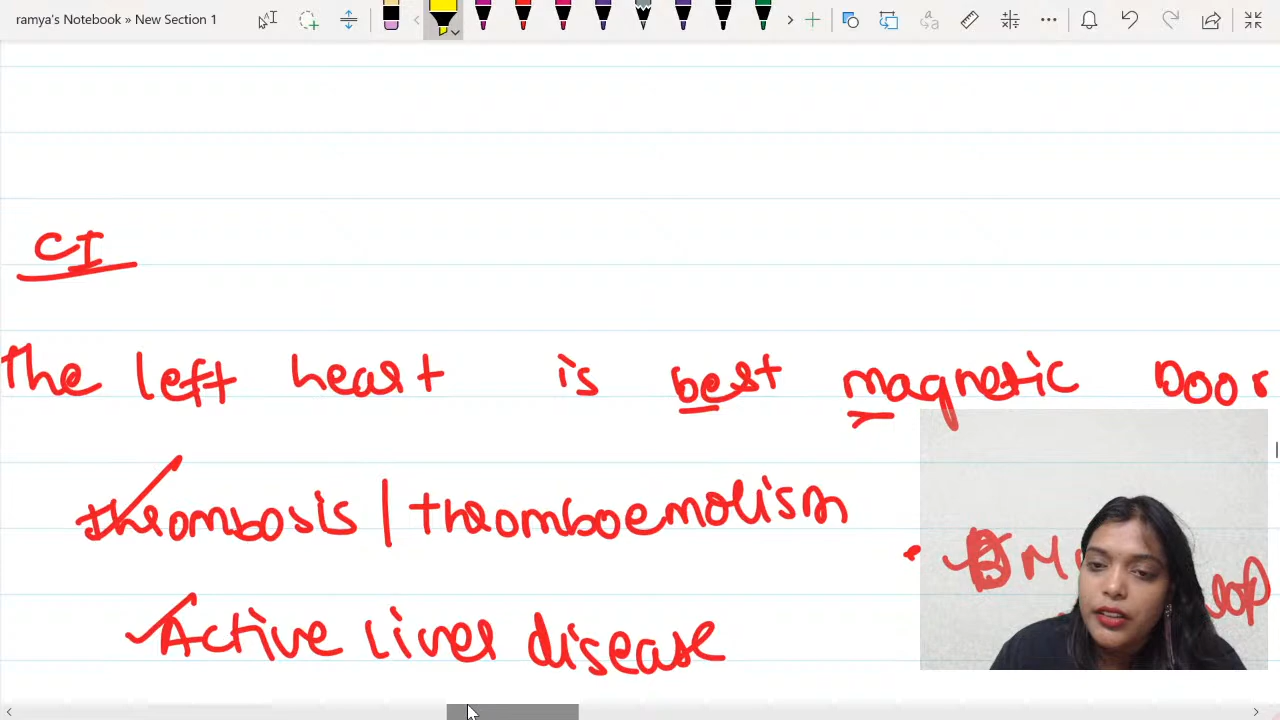 ramya's Notebook » New Section 1
CI
The left heart is best magnetic Door
thrombosis | thromboemolism
Active liver disease